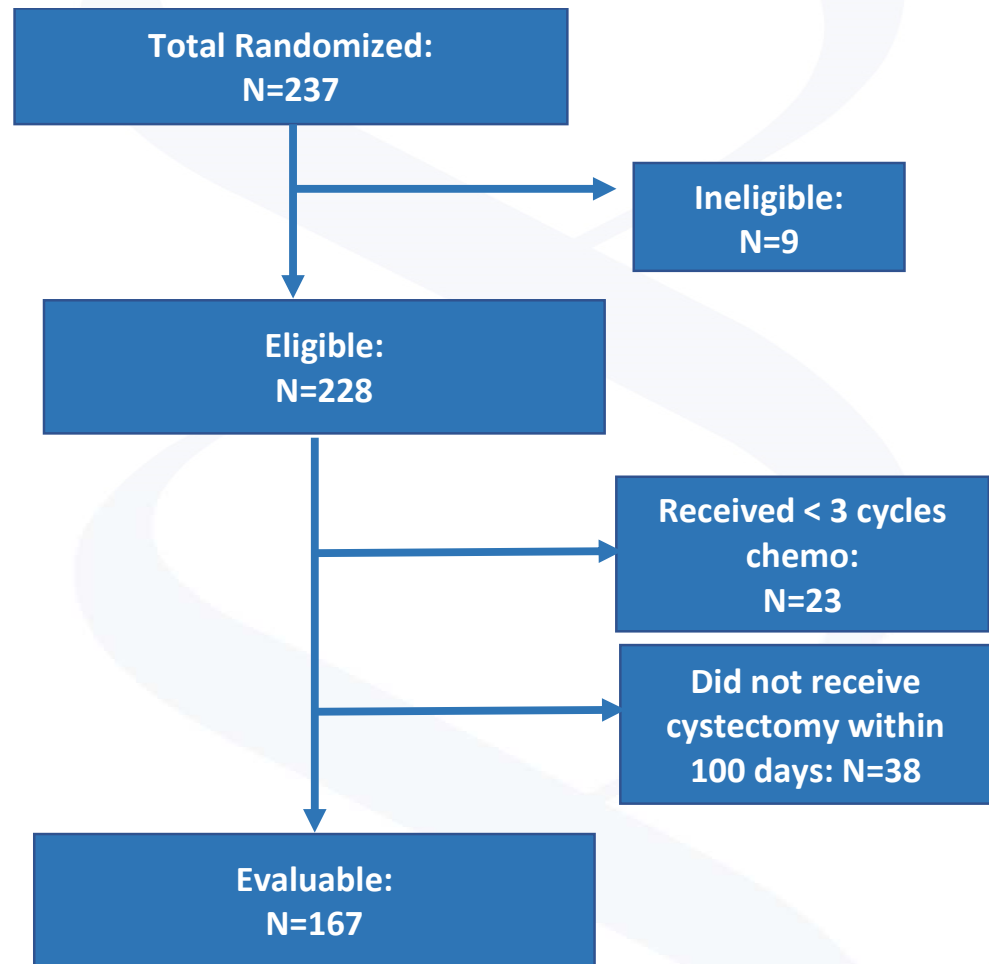 Total Randomized:
N=237
Ineligible:
N=9
Eligible:
N=228
Received < 3 cycles
chemo:
N=23
Did not receive
cystectomy within
100 days: N=38
Evaluable:
N=167